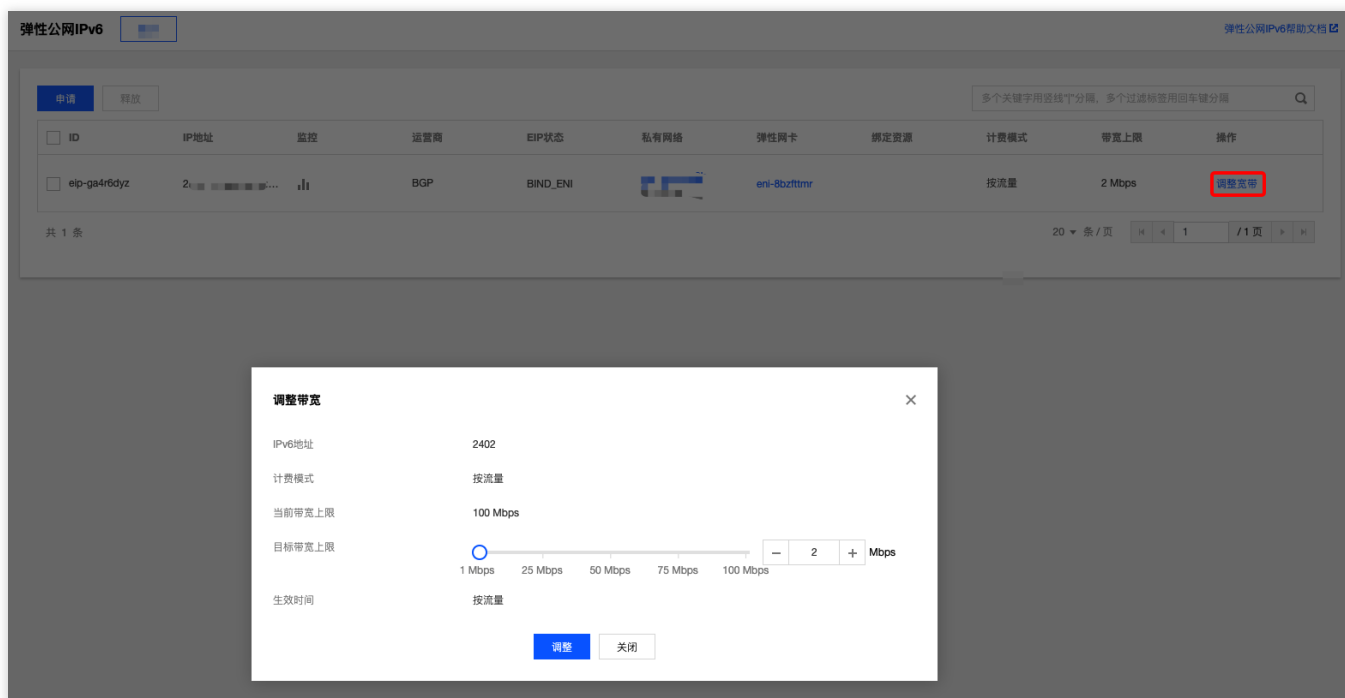 弹性公网IPv6
弹性公网IPv6帮助文档
申请 释放 多个关键字用竖线"|"分隔，多个过滤标签用回车键分隔
ID IP地址 监控 运营商 EIP状态 私有网络 弹性网卡 绑定资源 计费模式 带宽上限 操作
eip-ga4r6dyz BGP BIND_ENI eni-8bzfttmr 按流量 2 Mbps 调整宽带
共 1 条 20 条 / 页 1 / 1 页
调整带宽
IPv6地址 2402
计费模式 按流量
当前带宽上限 100 Mbps
目标带宽上限 2 Mbps
1 Mbps 25 Mbps 50 Mbps 75 Mbps 100 Mbps
生效时间 按流量
调整 关闭